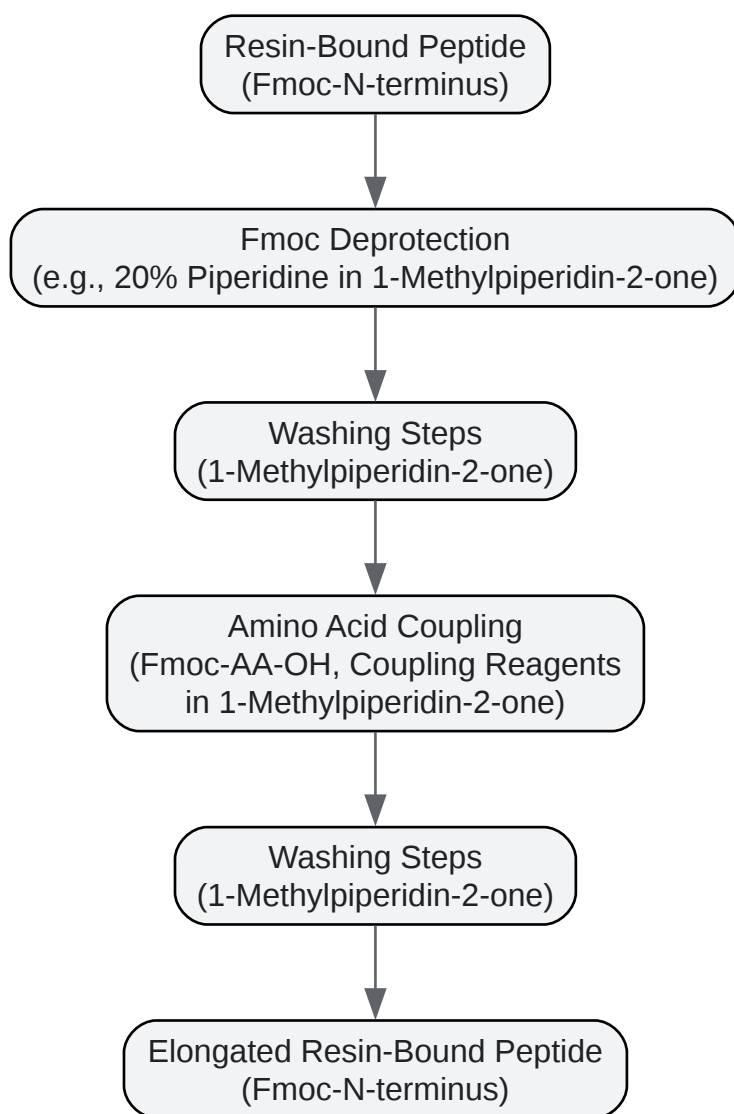 Resin-Bound Peptide
(Fmoc-N-terminus)
Fmoc Deprotection
(e.g., 20% Piperidine in 1-Methylpiperidin-2-one)
Washing Steps
(1-Methylpiperidin-2-one)
Amino Acid Coupling
(Fmoc-AA-OH, Coupling Reagents
in 1-Methylpiperidin-2-one)
Washing Steps
(1-Methylpiperidin-2-one)
Elongated Resin-Bound Peptide
(Fmoc-N-terminus)